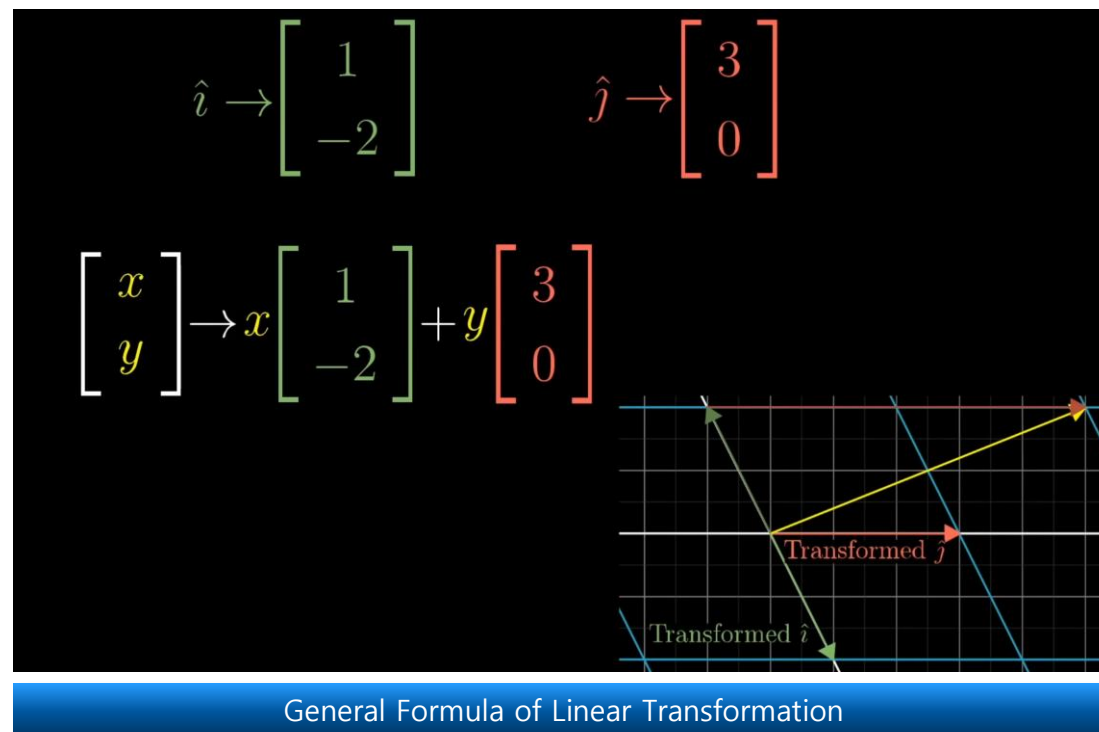 î → [ 1 -2 ] ĵ → [ 3 0 ]
[ x y ] → x [ 1 -2 ] + y [ 3 0 ]
Transformed ĵ
Transformed î
General Formula of Linear Transformation